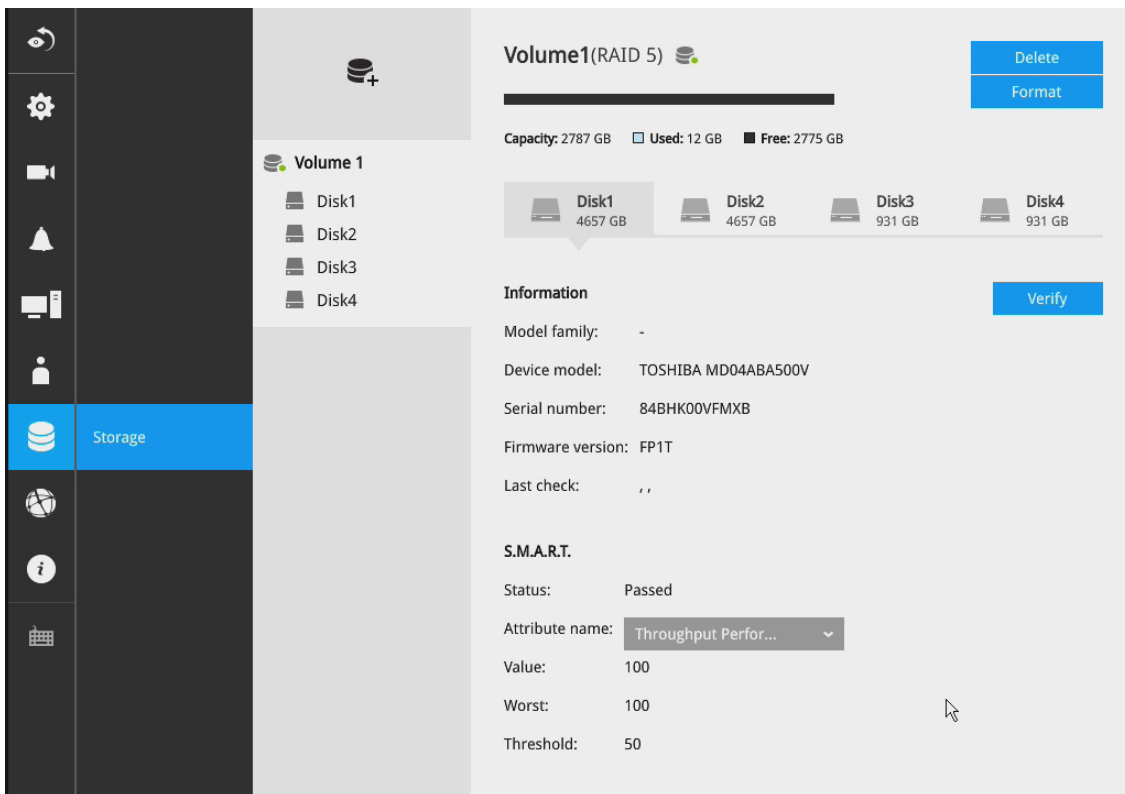 Volume1(RAID 5)
Delete
Format
Capacity: 2787 GB Used: 12 GB Free: 2775 GB
Volume 1
Disk1
Disk2
Disk3
Disk4
Disk1
4657 GB
Disk2
4657 GB
Disk3
931 GB
Disk4
931 GB
Storage
Information
Verify
Model family: -
Device model: TOSHIBA MD04ABA500V
Serial number: 84BHK00VFMXB
Firmware version: FP1T
Last check: , ,
S.M.A.R.T.
Status: Passed
Attribute name: Throughput Perfor...
Value: 100
Worst: 100
Threshold: 50